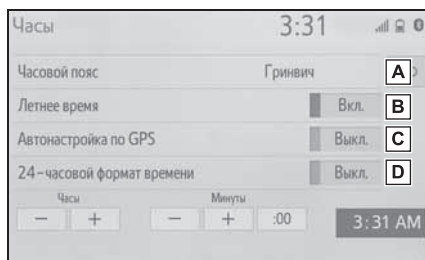 Часы 3:31
Часовой пояс Гринвич A
Летнее время Вкл. B
Автонастройка по GPS Выкл. C
24-часовой формат времени Выкл. D
Часы Минуты
− + − + :00 3:31 AM